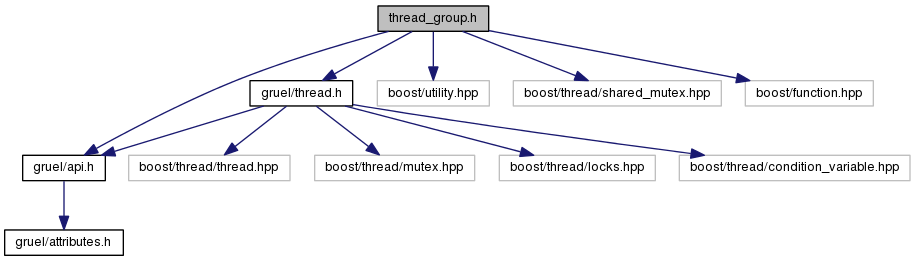 thread_group.h
gruel/thread.h
boost/utility.hpp
boost/thread/shared_mutex.hpp
boost/function.hpp
gruel/api.h
boost/thread/thread.hpp
boost/thread/mutex.hpp
boost/thread/locks.hpp
boost/thread/condition_variable.hpp
gruel/attributes.h